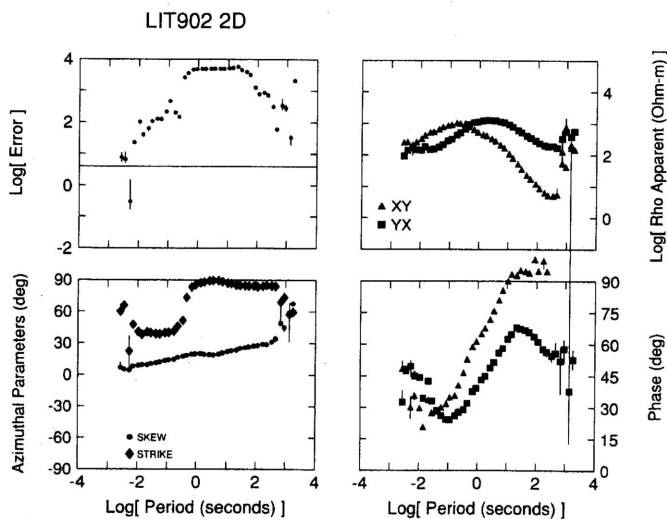 LIT902 2D
Log[ Error ]
4
2
0
-2
Log[ Rho Apparent (Ohm-m) ]
4
2
0
XY
YX
Azimuthal Parameters (deg)
90
60
30
0
-30
-60
-90
SKEW
STRIKE
-4 -2 0 2 4
Log[ Period (seconds) ]
Phase (deg)
90
75
60
45
30
15
0
-4 -2 0 2 4
Log[ Period (seconds) ]